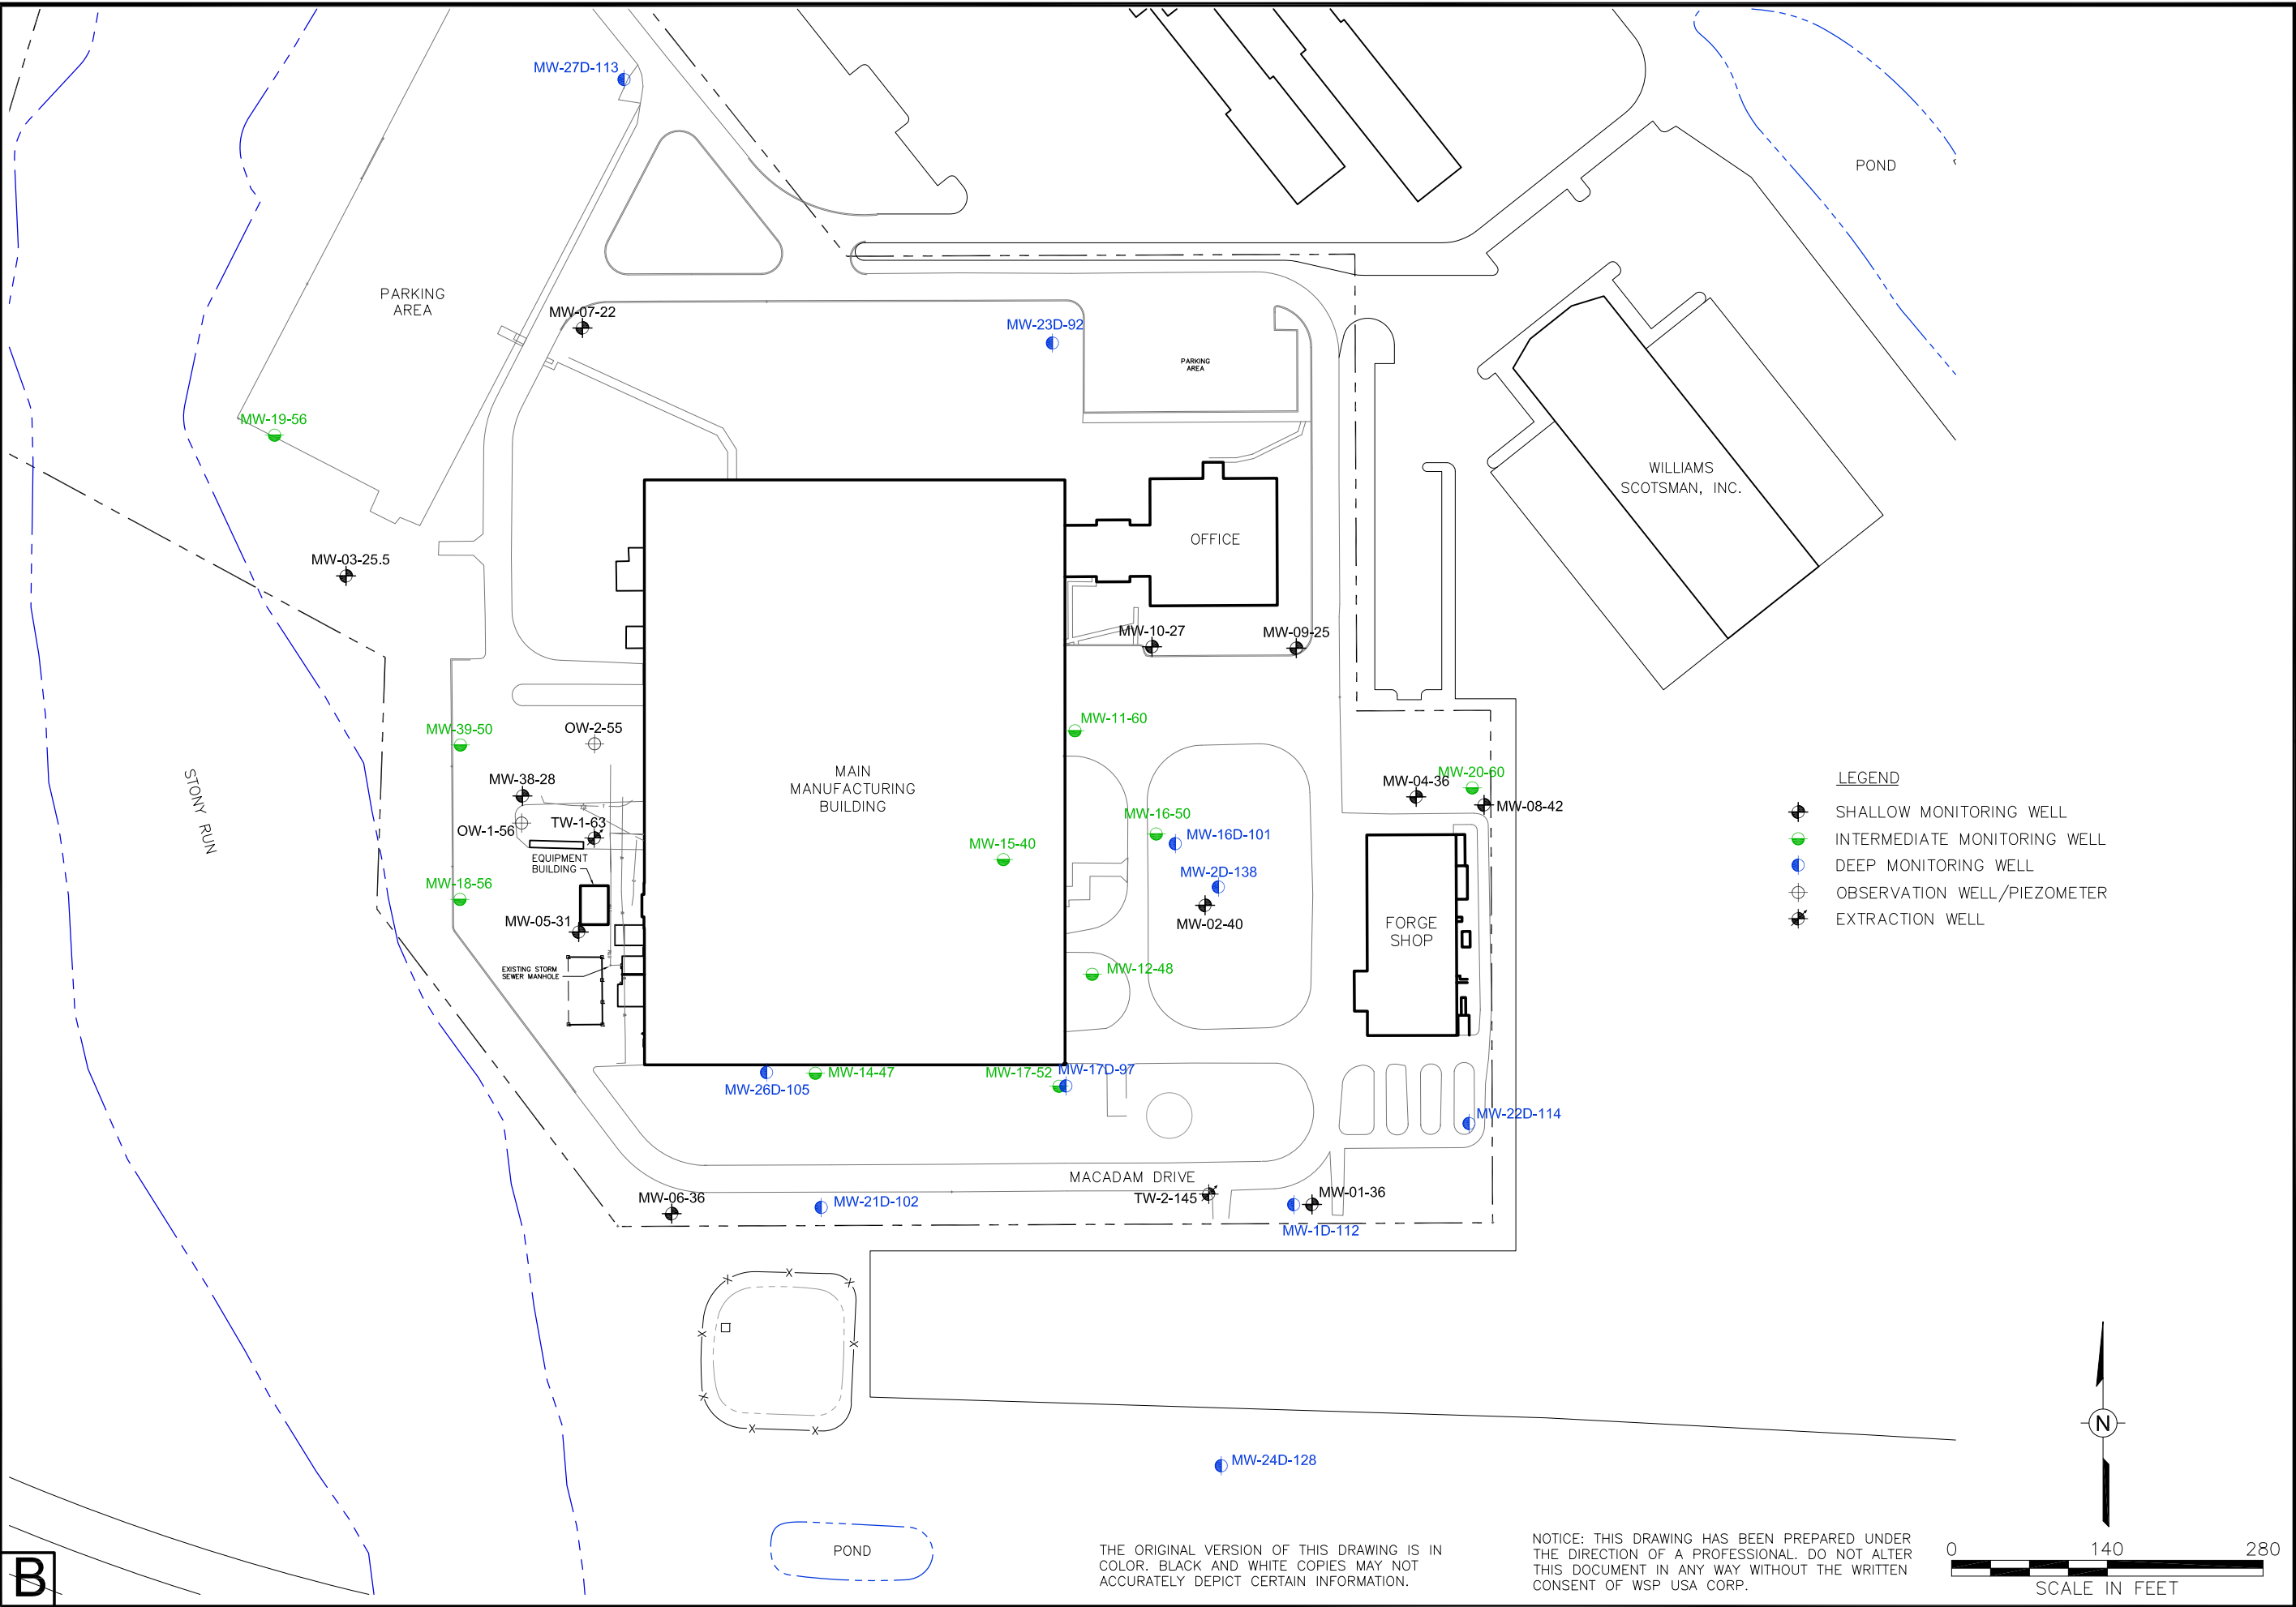 MW-27D-113
POND
PARKING
AREA
MW-07-22
MW-23D-92
PARKING
AREA
MW-19-56
WILLIAMS
SCOTSMAN, INC.
OFFICE
MW-03-25.5
MW-10-27
MW-09-25
MW-39-50
OW-2-55
MW-11-60
MAIN
MANUFACTURING
BUILDING
STONY RUN
MW-38-28
MW-04-36
MW-20-60
MW-08-42
OW-1-56
TW-1-63
MW-16-50
MW-16D-101
MW-15-40
EQUIPMENT
BUILDING
MW-2D-138
MW-18-56
MW-05-31
MW-02-40
FORGE
SHOP
EXISTING STORM
SEWER MANHOLE
MW-12-48
LEGEND
SHALLOW MONITORING WELL
INTERMEDIATE MONITORING WELL
DEEP MONITORING WELL
OBSERVATION WELL/PIEZOMETER
EXTRACTION WELL
MW-26D-105
MW-14-47
MW-17-52
MW-17D-97
MW-22D-114
MACADAM DRIVE
MW-06-36
MW-21D-102
TW-2-145
MW-01-36
MW-1D-112
MW-24D-128
POND
N
THE ORIGINAL VERSION OF THIS DRAWING IS IN
COLOR. BLACK AND WHITE COPIES MAY NOT
ACCURATELY DEPICT CERTAIN INFORMATION.
NOTICE: THIS DRAWING HAS BEEN PREPARED UNDER
THE DIRECTION OF A PROFESSIONAL. DO NOT ALTER
THIS DOCUMENT IN ANY WAY WITHOUT THE WRITTEN
CONSENT OF WSP USA CORP.
0 140 280
SCALE IN FEET
B